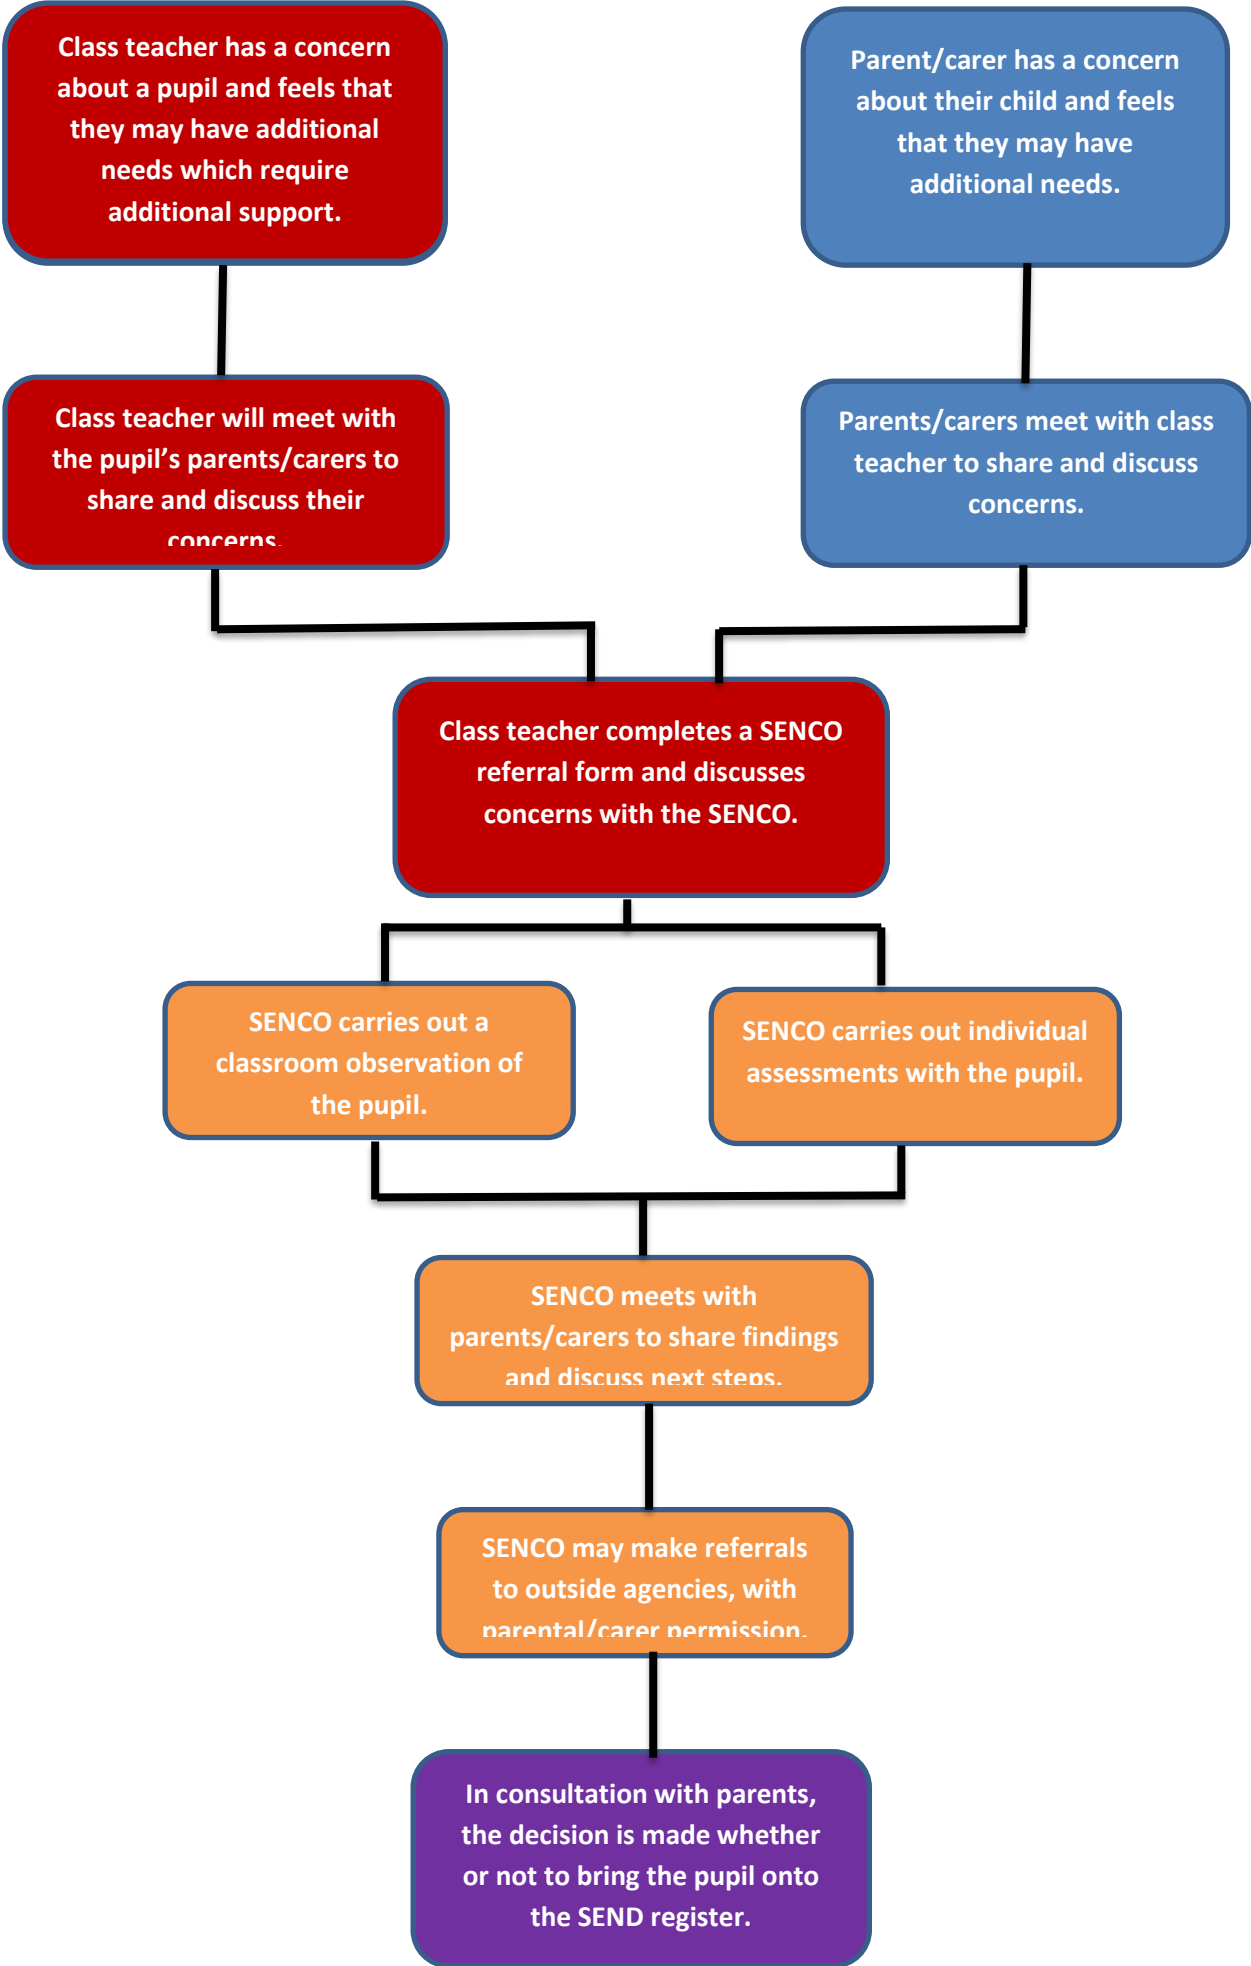 Class teacher has a concern
about a pupil and feels that
they may have additional
needs which require
additional support.
Parent/carer has a concern
about their child and feels
that they may have
additional needs.
Class teacher will meet with
the pupil’s parents/carers to
share and discuss their
concerns.
Parents/carers meet with class
teacher to share and discuss
concerns.
Class teacher completes a SENCO
referral form and discusses
concerns with the SENCO.
SENCO carries out a
classroom observation of
the pupil.
SENCO carries out individual
assessments with the pupil.
SENCO meets with
parents/carers to share findings
and discuss next steps.
SENCO may make referrals
to outside agencies, with
parental/carer permission.
In consultation with parents,
the decision is made whether
or not to bring the pupil onto
the SEND register.